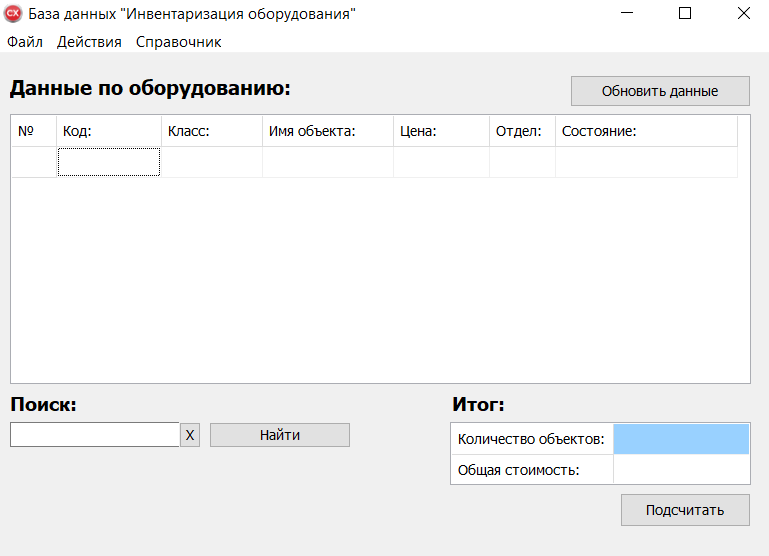 CX База данных "Инвентаризация оборудования"
Файл Действия Справочник
Данные по оборудованию:
Обновить данные
№ Код: Класс: Имя объекта: Цена: Отдел: Состояние:
Поиск:
X Найти
Итог:
Количество объектов:
Общая стоимость:
Подсчитать